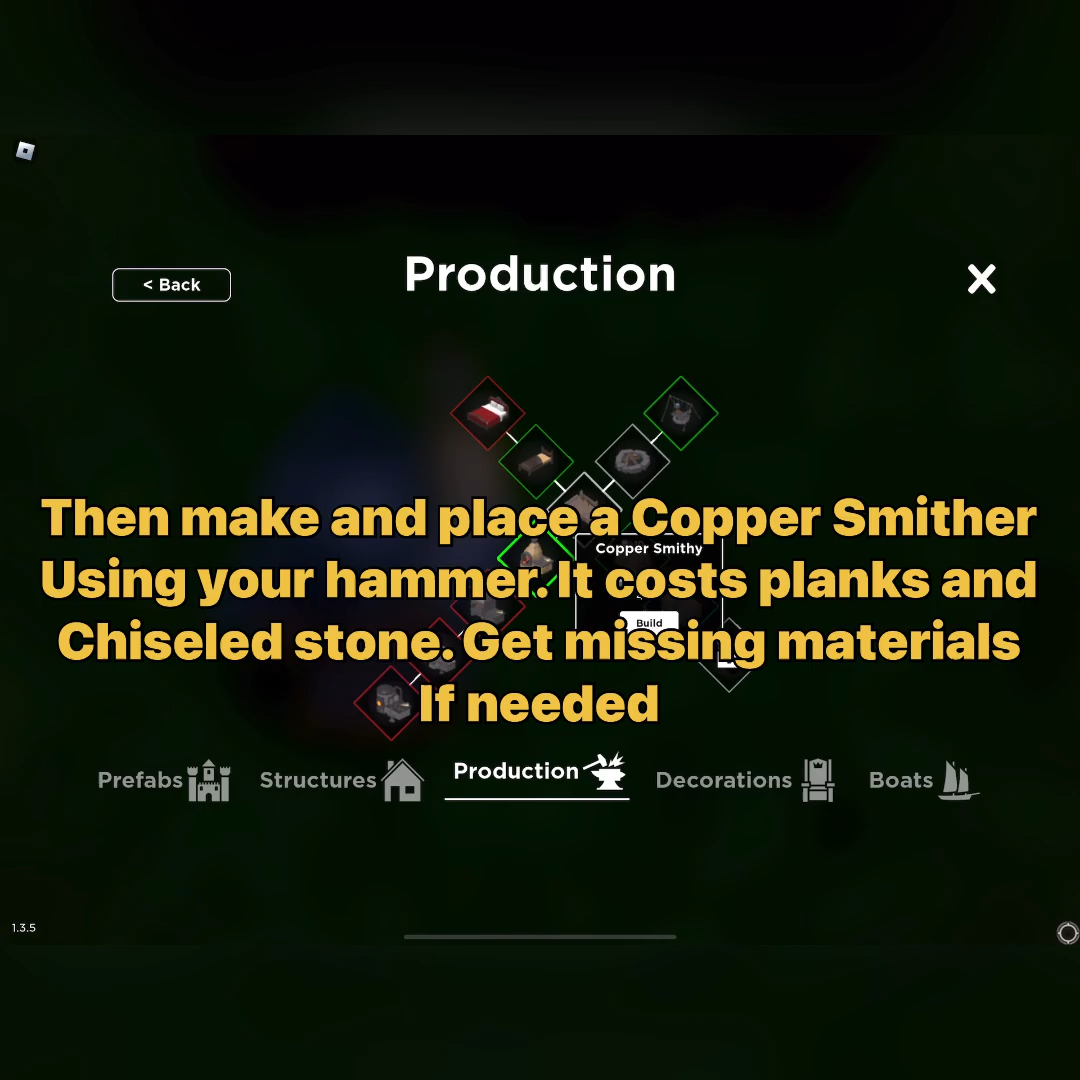 Production
< Back
Then make and place a Copper Smither
Using your hammer. It costs planks and
Chiseled stone. Get missing materials
If needed
Copper Smithy
Build
Prefabs
Structures
Production
Decorations
Boats
1.3.5